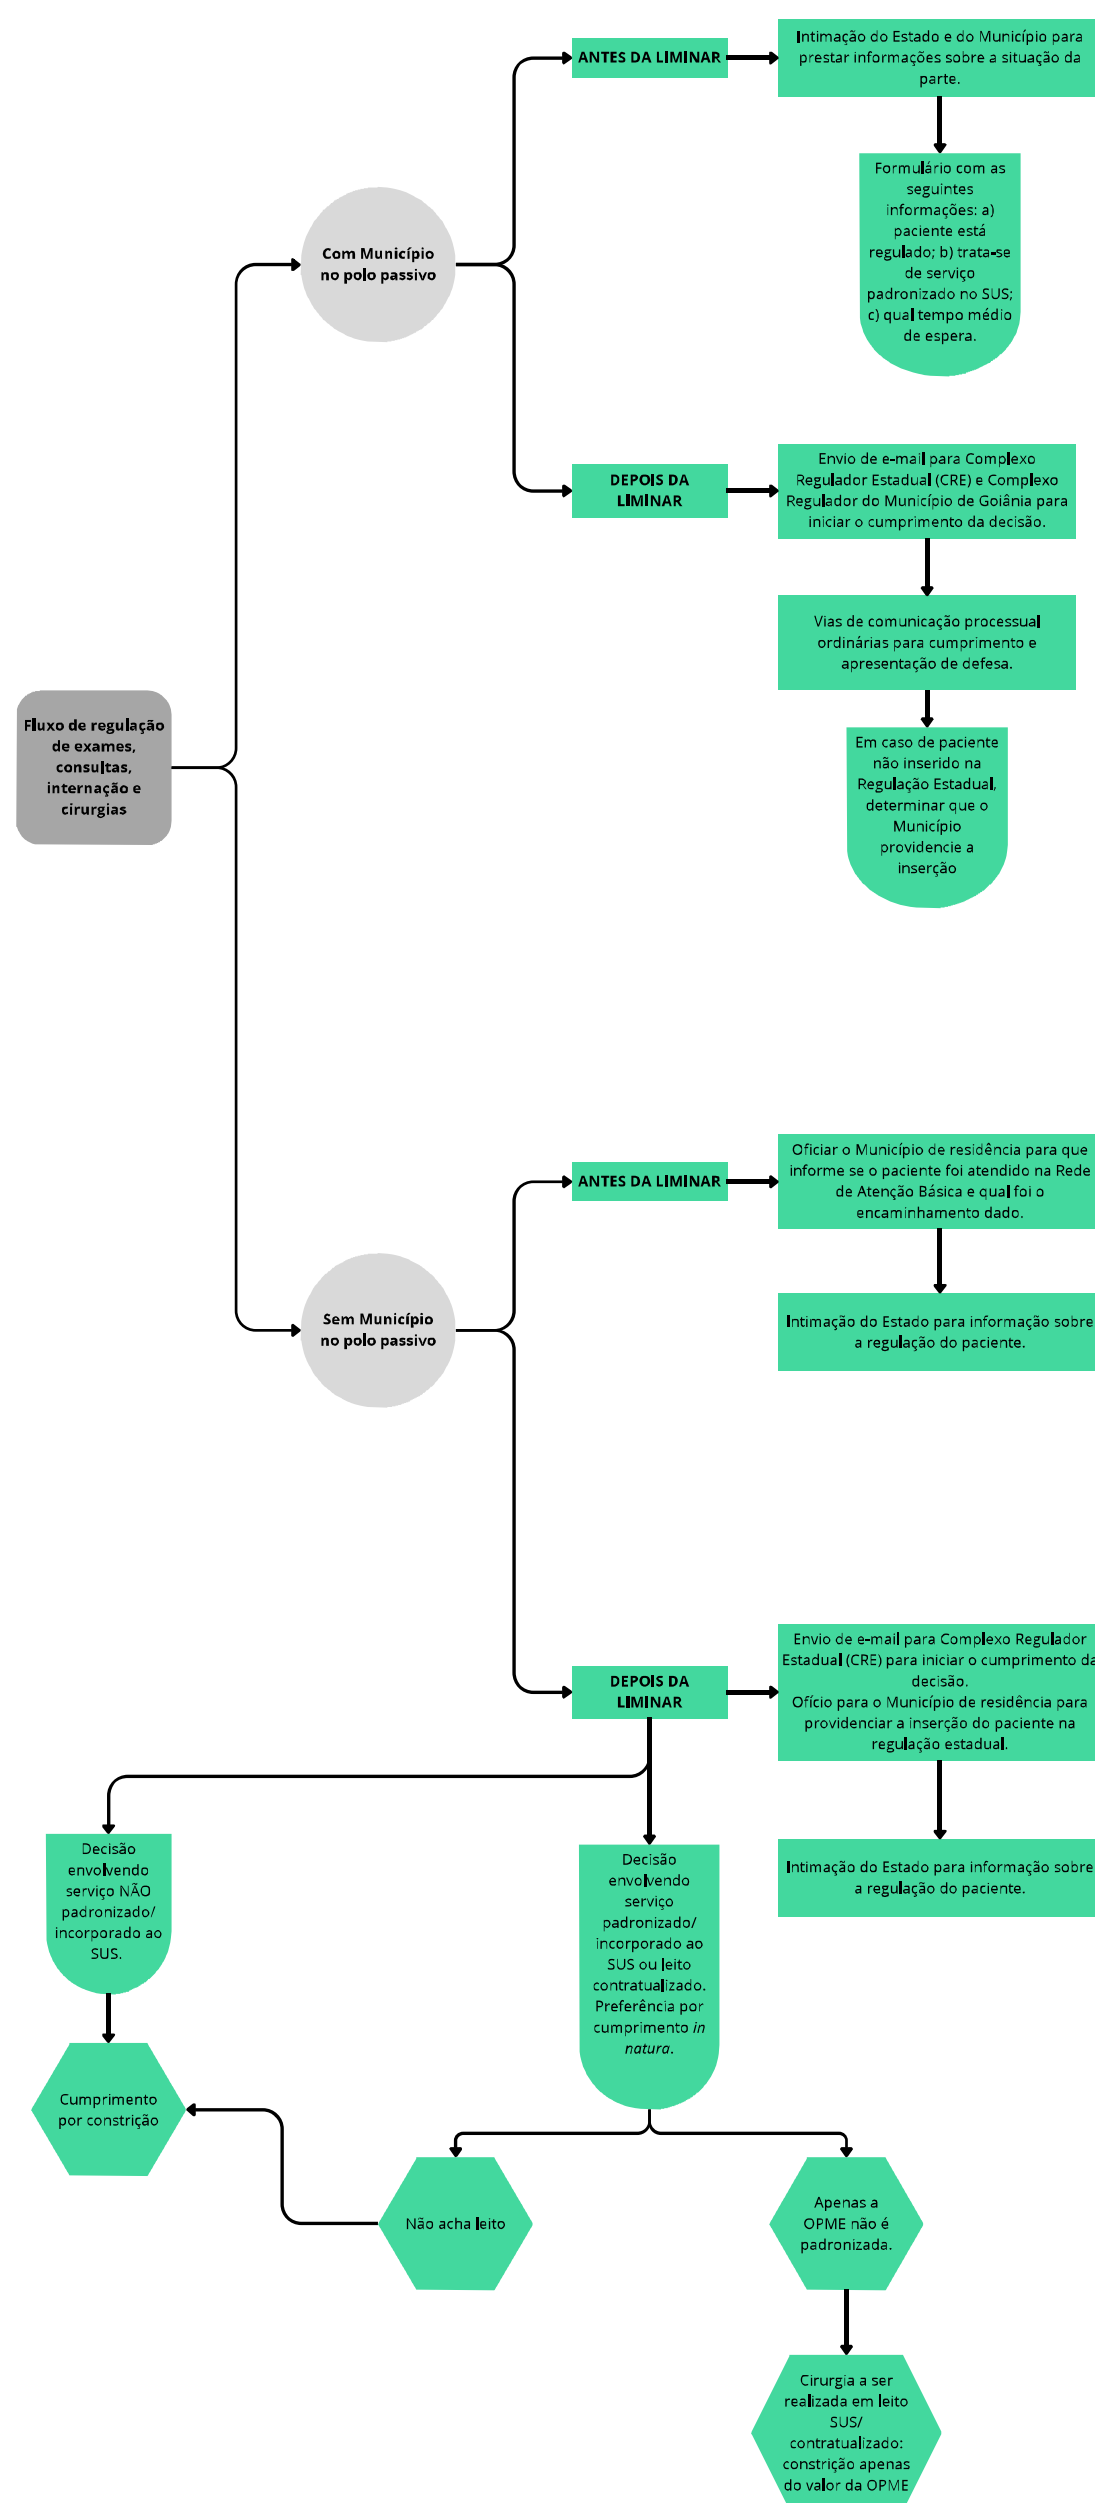 ANTES DA LIMINAR
Intimação do Estado e do Município para
prestar informações sobre a situação da
parte.
Formulário com as
seguintes
informações: a)
paciente está
regulado; b) trata-se
de serviço
padronizado no SUS;
c) qual tempo médio
de espera.
Com Município
no polo passivo
DEPOIS DA
LIMINAR
Envio de e-mail para Complexo
Regulador Estadual (CRE) e Complexo
Regulador do Município de Goiânia para
iniciar o cumprimento da decisão.
Vias de comunicação processual
ordinárias para cumprimento e
apresentação de defesa.
Em caso de paciente
não inserido na
Regulação Estadual,
determinar que o
Município
providencie a
inserção
Fluxo de regulação
de exames,
consultas,
internação e
cirurgias
ANTES DA LIMINAR
Oficiar o Município de residência para que
informe se o paciente foi atendido na Rede
de Atenção Básica e qual foi o
encaminhamento dado.
Intimação do Estado para informação sobre
a regulação do paciente.
Sem Município
no polo passivo
DEPOIS DA
LIMINAR
Envio de e-mail para Complexo Regulador
Estadual (CRE) para iniciar o cumprimento da
decisão.
Ofício para o Município de residência para
providenciar a inserção do paciente na
regulação estadual.
Intimação do Estado para informação sobre
a regulação do paciente.
Decisão
envolvendo
serviço NÃO
padronizado/
incorporado ao
SUS.
Decisão
envolvendo
serviço
padronizado/
incorporado ao
SUS ou leito
contratualizado.
Preferência por
cumprimento in
natura.
Cumprimento
por constrição
Não acha leito
Apenas a
OPME não é
padronizada.
Cirurgia a ser
realizada em leito
SUS/
contratualizado:
constrição apenas
do valor da OPME